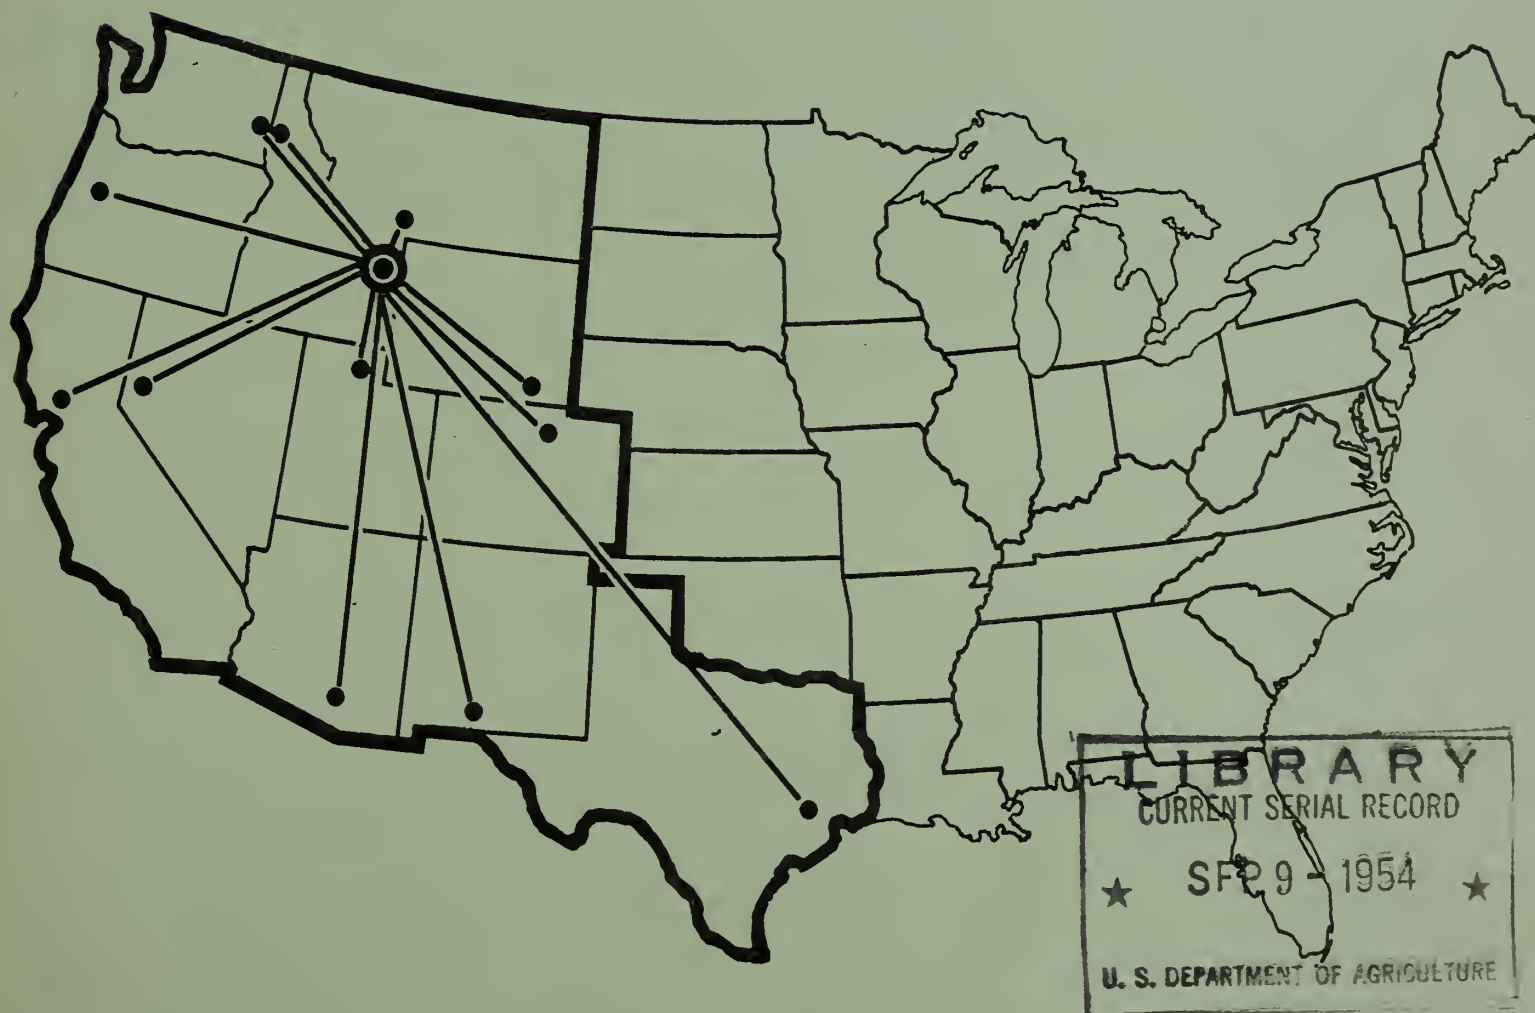 LIBRARY
CURRENT SERIAL RECORD
★ SEP 9 - 1954 ★
U. S. DEPARTMENT OF AGRICULTURE